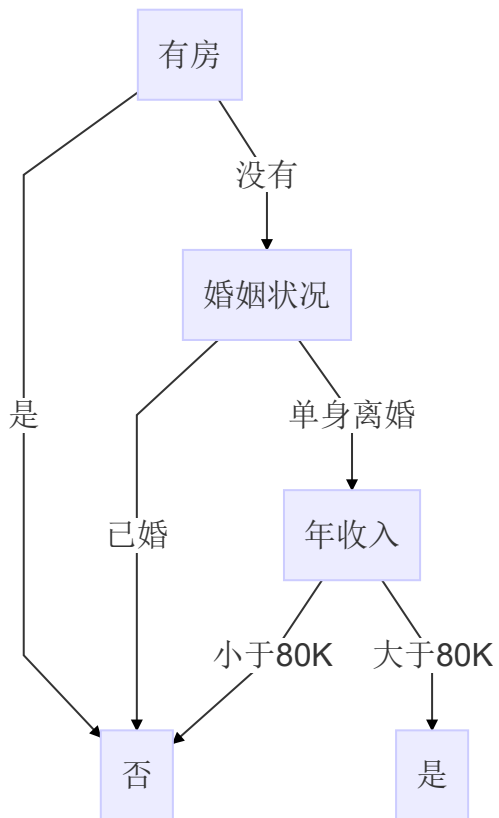 有房
没有
婚姻状况
是
单身离婚
已婚
年收入
小于80K
大于80K
否
是